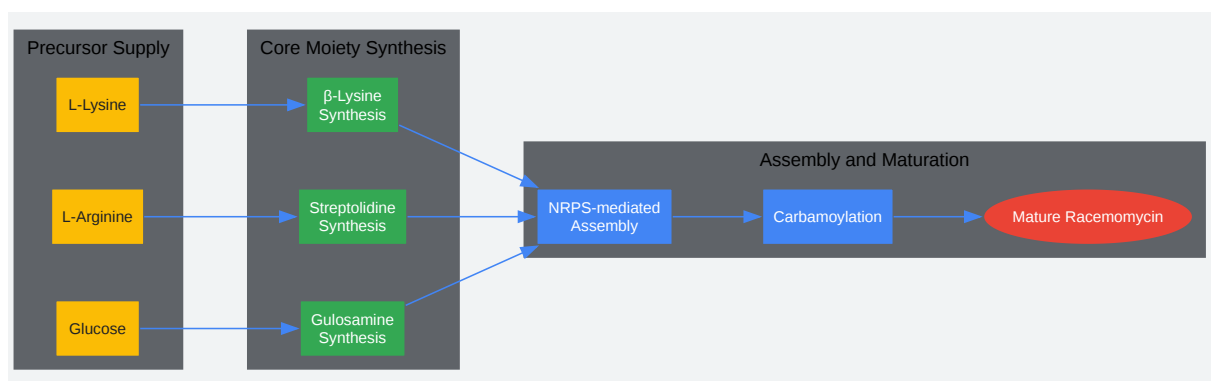 Precursor Supply
L-Lysine
L-Arginine
Glucose
Core Moiety Synthesis
β-Lysine
Synthesis
Streptolidine
Synthesis
Gulosamine
Synthesis
Assembly and Maturation
NRPS-mediated
Assembly
Carbamoylation
Mature Racemomycin